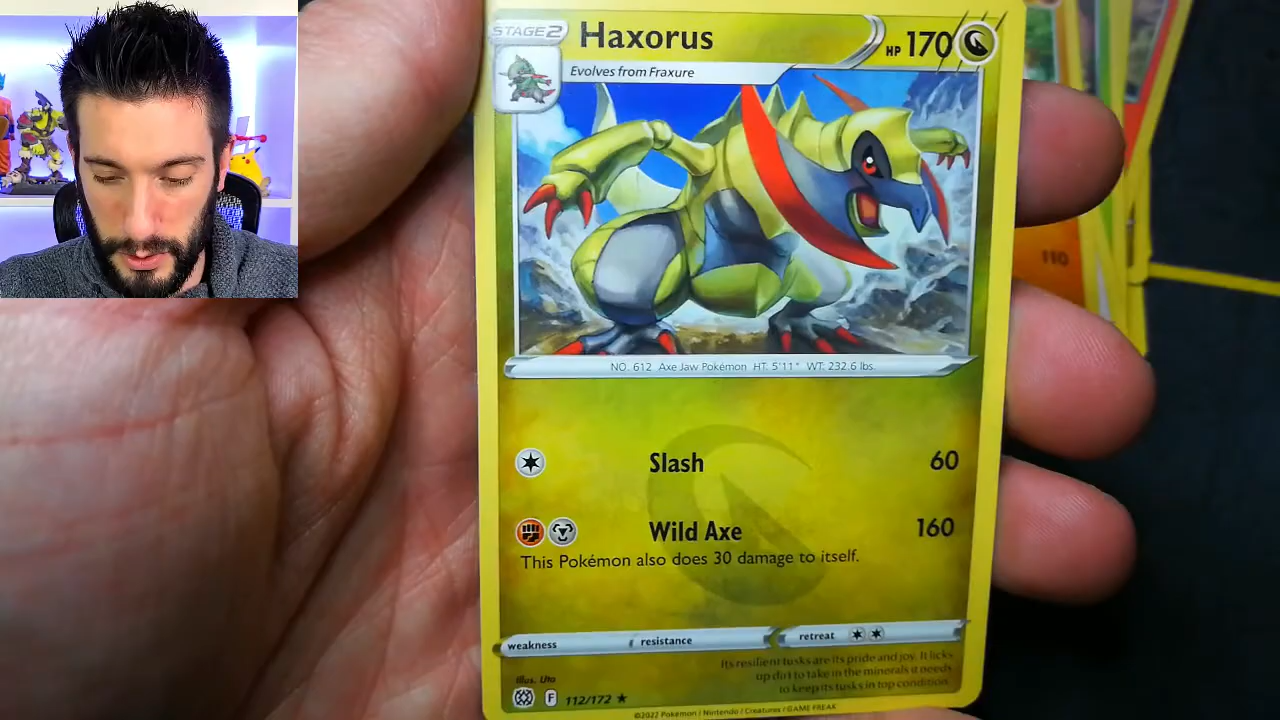 STAGE2
Haxorus
HP 170
Evolves from Fraxure
110
NO. 612 Axe Jaw Pokémon HT: 5'11" WT: 232.6 lbs.
Slash 60
Wild Axe 160
This Pokémon also does 30 damage to itself.
weakness resistance retreat
Its resilient tusks are its pride and joy. It licks
up dirt to take in the minerals it needs
to keep its tusks in top condition.
Illus. Uta
F 112/172 ★
©2022 Pokémon / Nintendo / Creatures / GAME FREAK